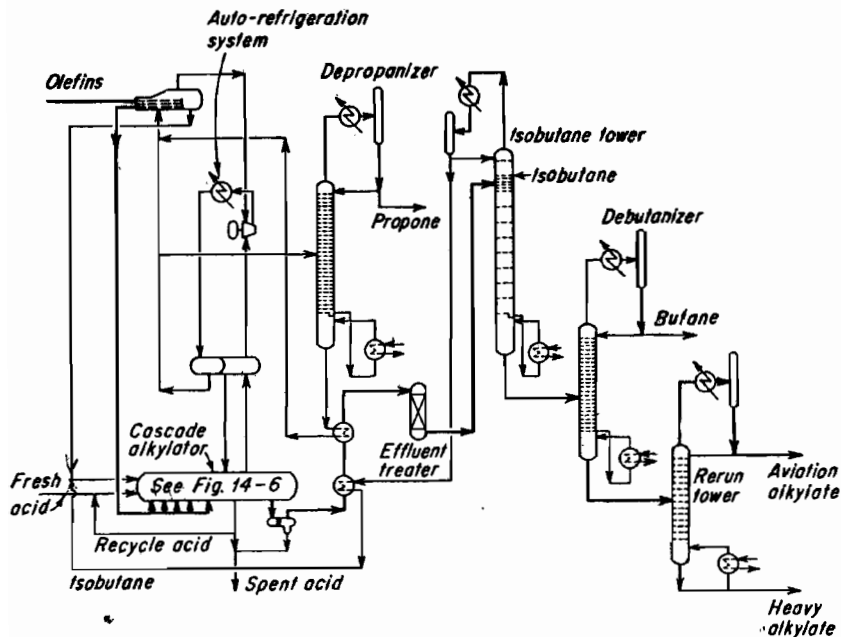 Auto-refrigeration
system
Olefins
Depropanizer
Isobutane tower
Isobutane
Propane
Debutanizer
Butane
Cascade
alkylator
Effluent
treater
Fresh
acid
See Fig. 14-6
Rerun
tower
Aviation
alkylate
Recycle acid
Isobutane
Spent acid
Heavy
alkylate